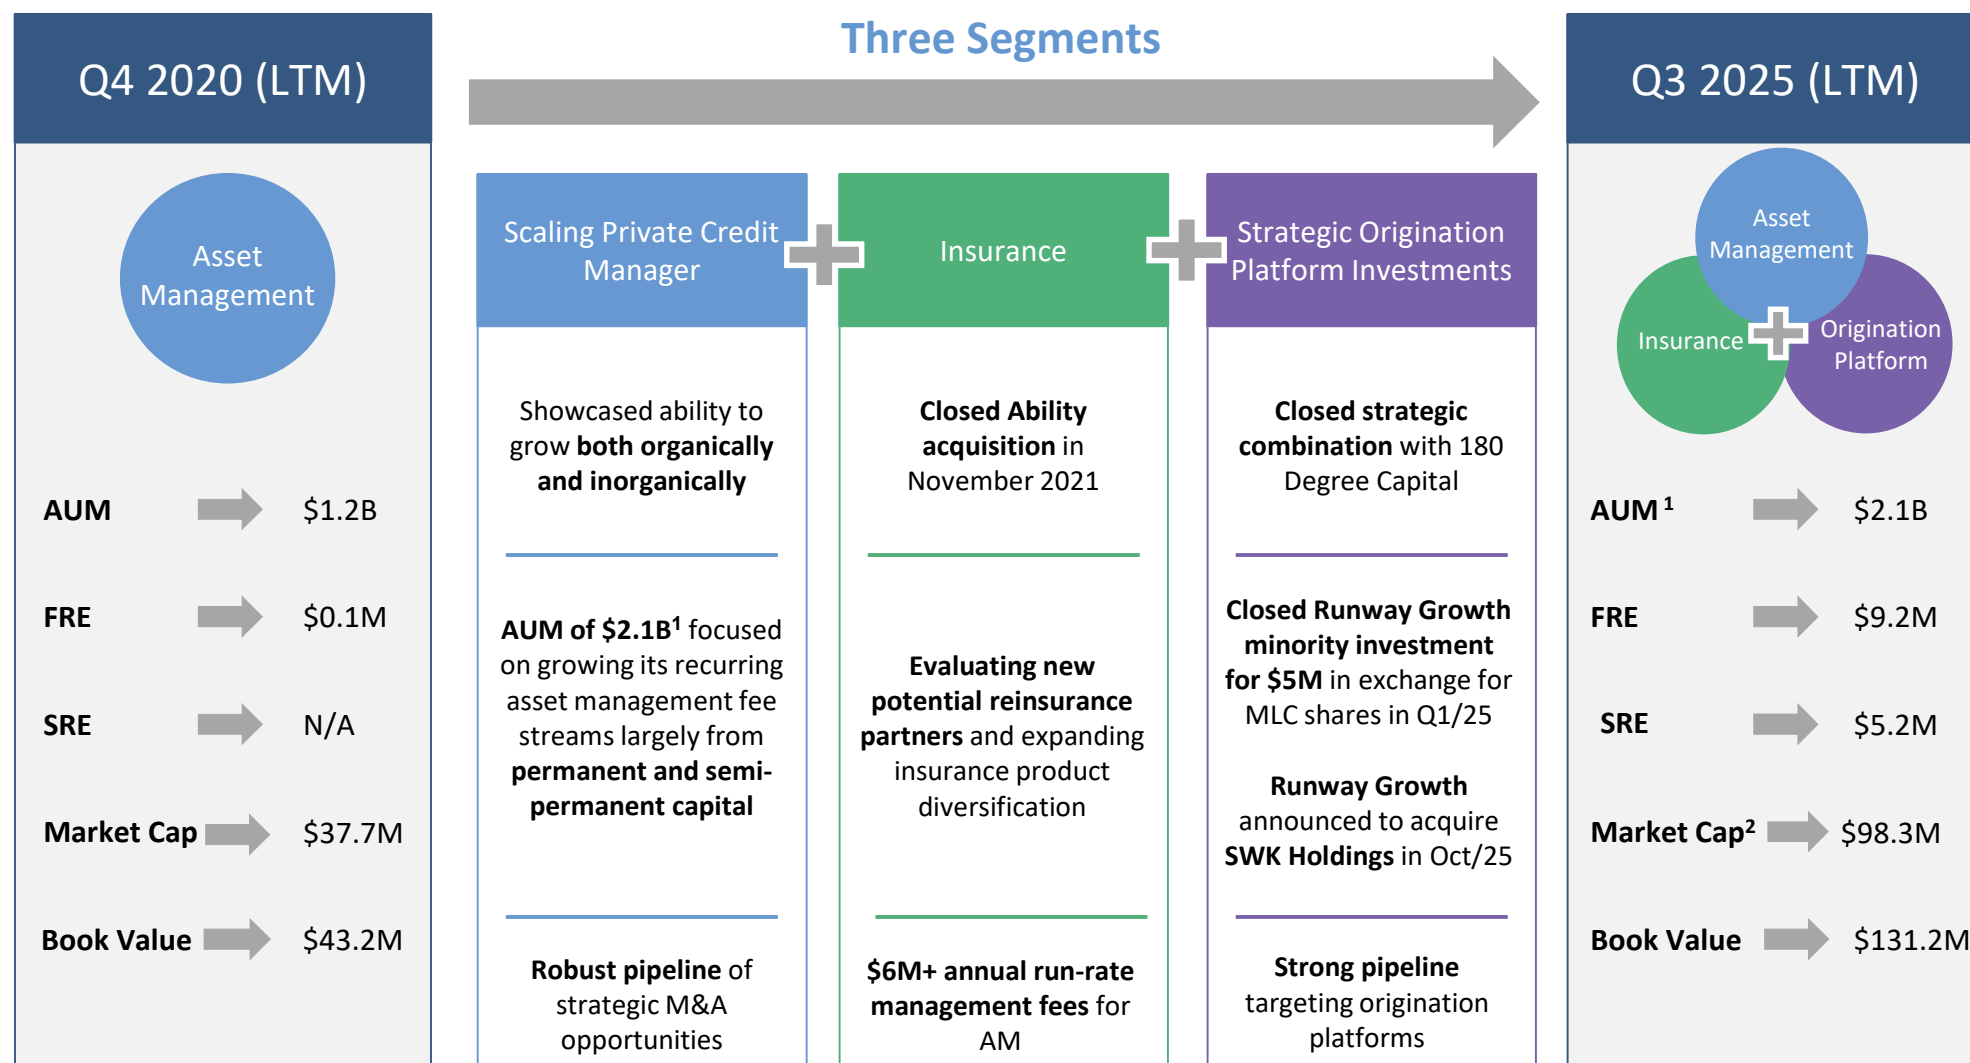 Three Segments
Q4 2020 (LTM)
Asset
Management
AUM $1.2B
FRE $0.1M
SRE N/A
Market Cap $37.7M
Book Value $43.2M
Scaling Private Credit
Manager
Showcased ability to
grow both organically
and inorganically
AUM of $2.1B¹ focused
on growing its recurring
asset management fee
streams largely from
permanent and semi-
permanent capital
Robust pipeline of
strategic M&A
opportunities
Insurance
Closed Ability
acquisition in
November 2021
Evaluating new
potential reinsurance
partners and expanding
insurance product
diversification
$6M+ annual run-rate
management fees for
AM
Strategic Origination
Platform Investments
Closed strategic
combination with 180
Degree Capital
Closed Runway Growth
minority investment
for $5M in exchange for
MLC shares in Q1/25
Runway Growth
announced to acquire
SWK Holdings in Oct/25
Strong pipeline
targeting origination
platforms
Q3 2025 (LTM)
Asset
Management
Insurance
Origination
Platform
AUM ¹ $2.1B
FRE $9.2M
SRE $5.2M
Market Cap² $98.3M
Book Value $131.2M